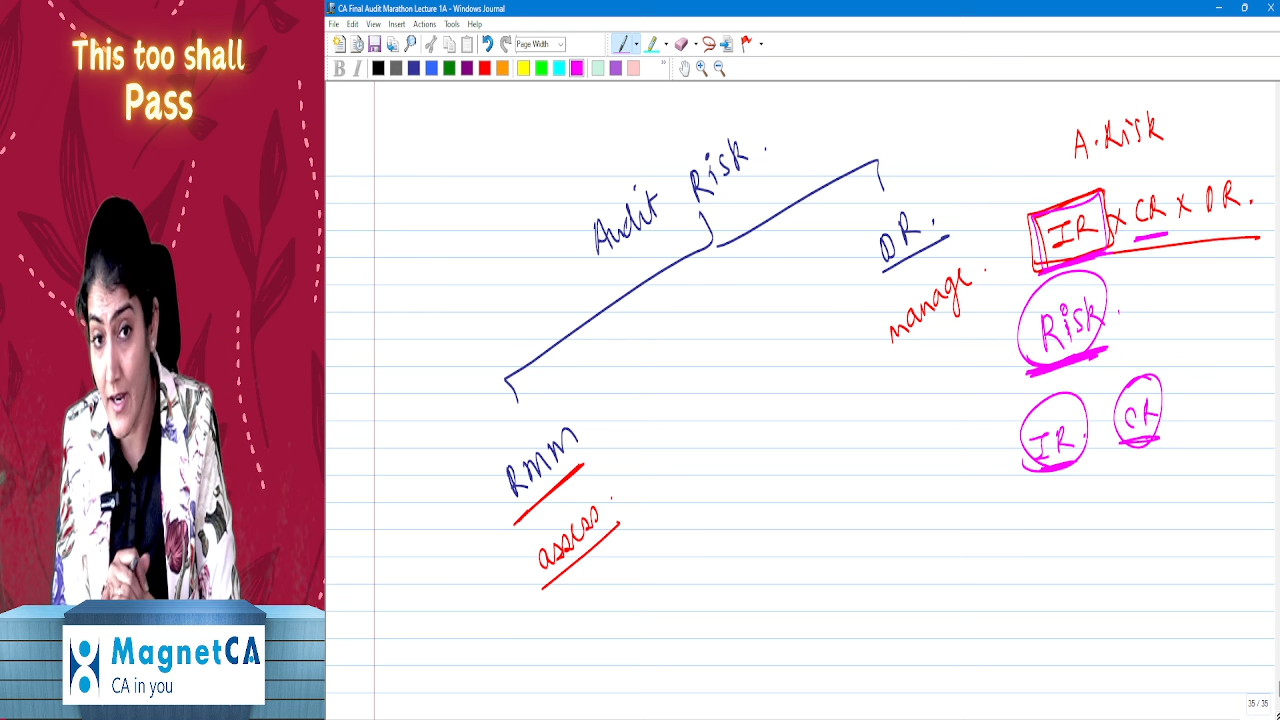 This too shall
Pass
MagnetCA
CA in you
CA Final Audit Marathon Lecture 1A - Windows Journal
File Edit View Insert Actions Tools Help
Page Width
B I
Audit Risk.
DR.
manage.
RMM
assess.
A.Risk
IR x CR x DR.
Risk.
IR. CR
35 / 35